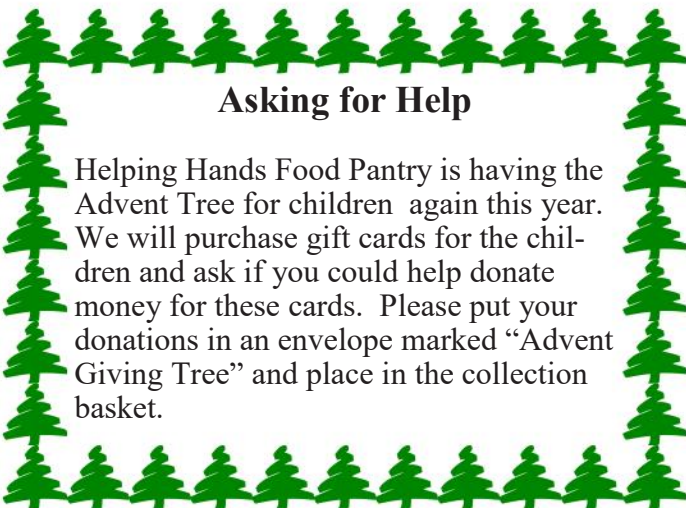 Asking for Help
Helping Hands Food Pantry is having the
Advent Tree for children  again this year.
We will purchase gift cards for the chil-
dren and ask if you could help donate
money for these cards.  Please put your
donations in an envelope marked “Advent
Giving Tree” and place in the collection
basket.